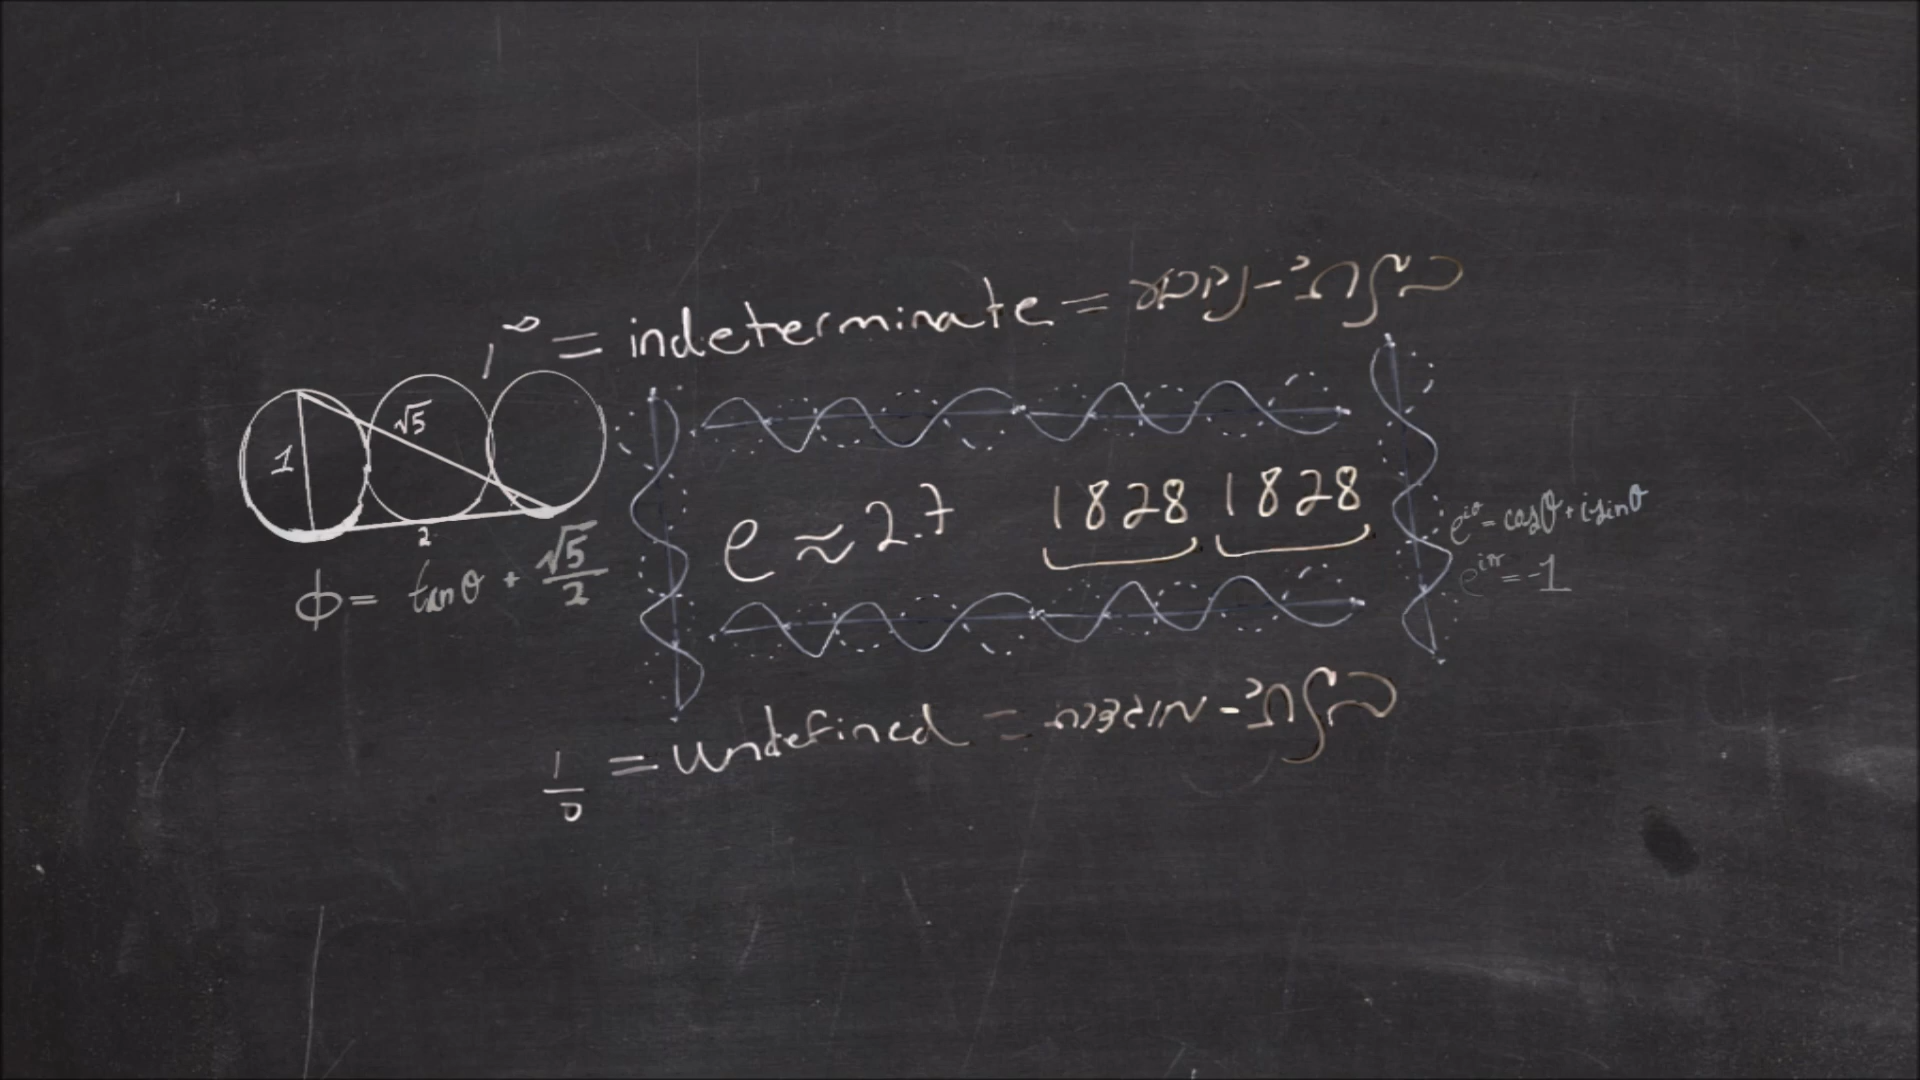 1^∞ = indeterminate =
√5
1
2
ϕ = tanθ + √5/2
e ≈ 2.7 1828 1828
e^iθ = cosθ + isinθ
e^iπ = -1
1/0 = undefined =